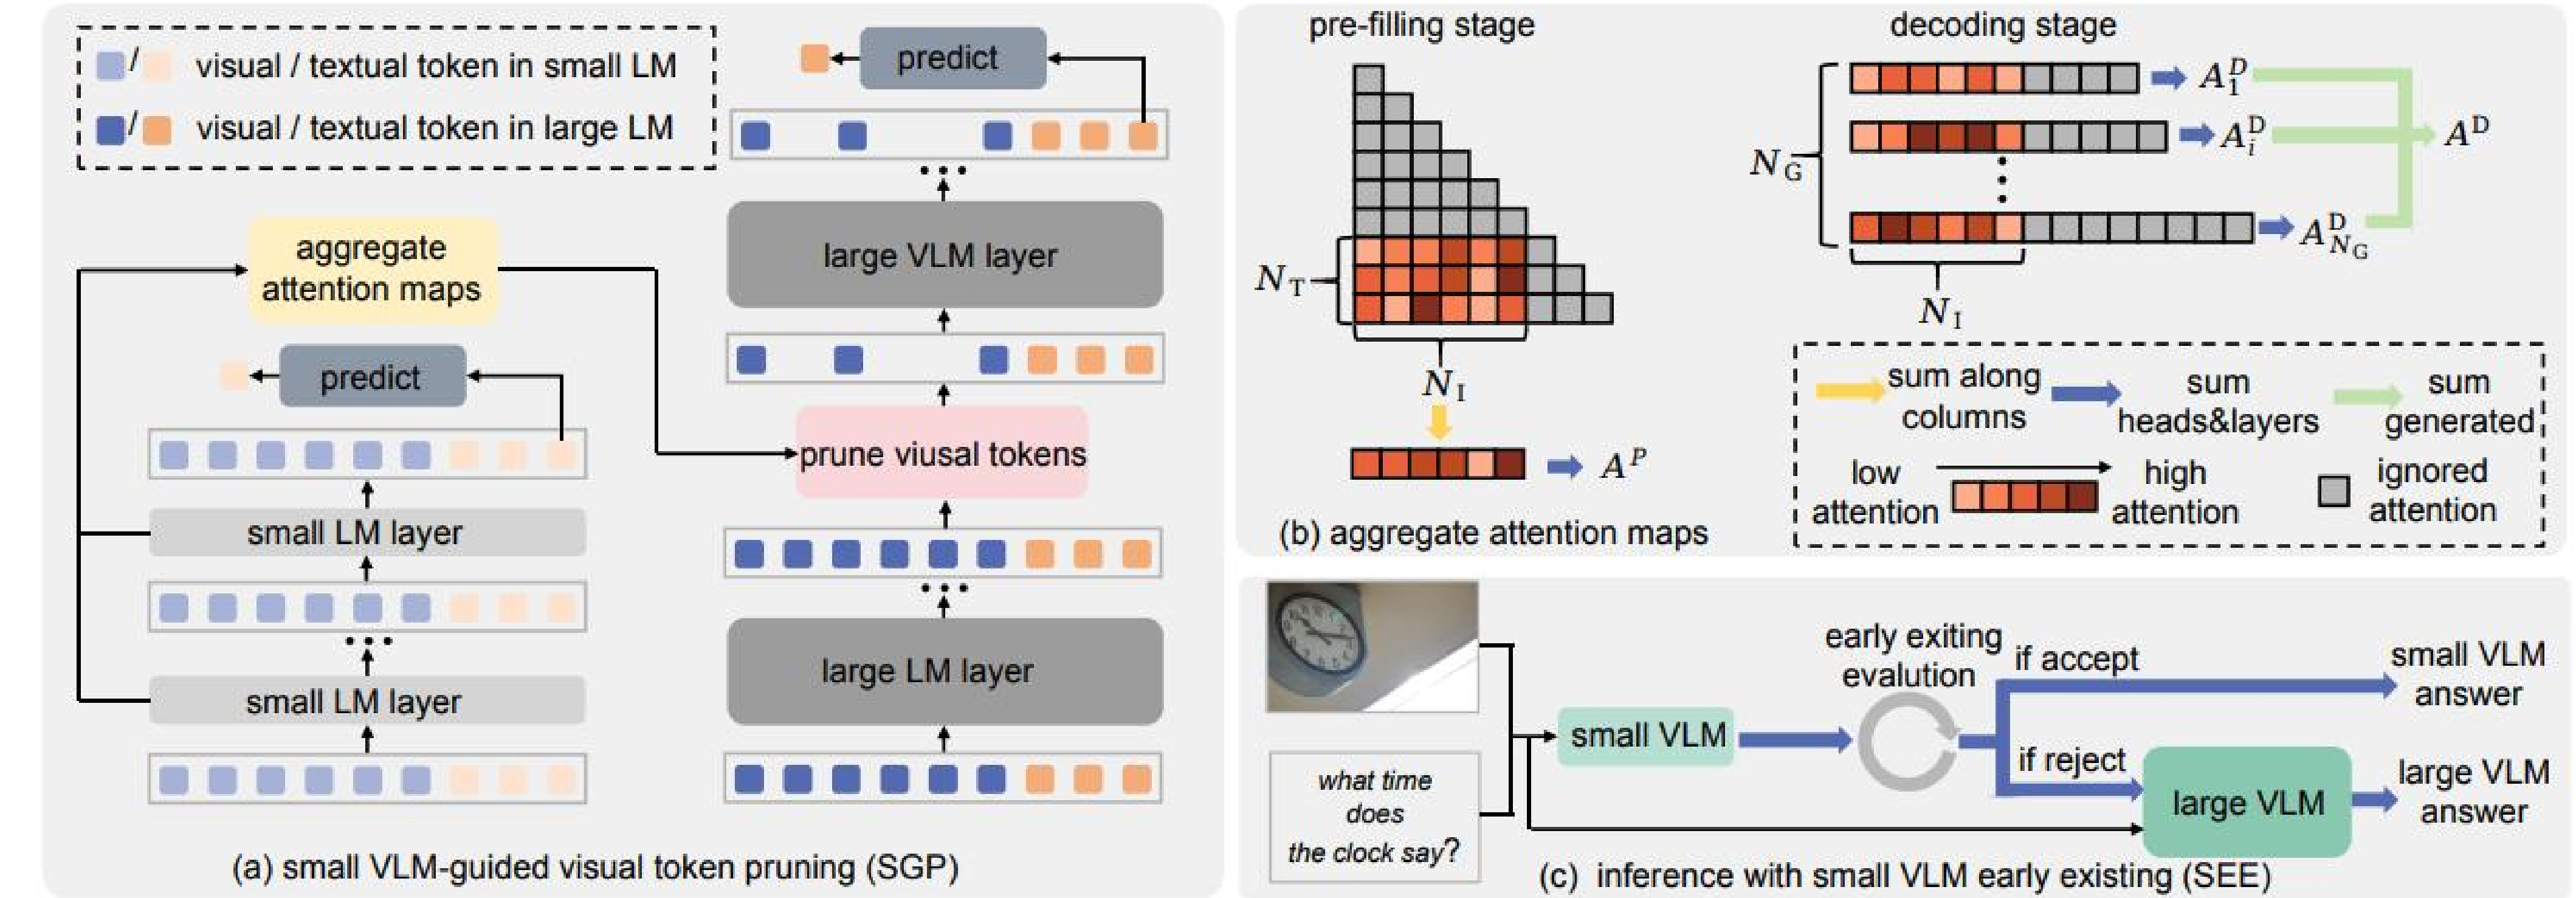 / visual / textual token in small LM
/ visual / textual token in large LM
aggregate
attention maps
predict
small LM layer
small LM layer
predict
large VLM layer
prune viusal tokens
large LM layer
(a) small VLM-guided visual token pruning (SGP)
pre-filling stage
N_T
N_I
A^P
(b) aggregate attention maps
decoding stage
N_G
A_1^D
A_i^D
A_{N_G}^D
A^D
N_I
sum along
columns
sum
heads&layers
sum
generated
low
attention
high
attention
ignored
attention
what time
does
the clock say?
small VLM
early exiting
evalution
if accept
if reject
small VLM
answer
large VLM
large VLM
answer
(c) inference with small VLM early existing (SEE)